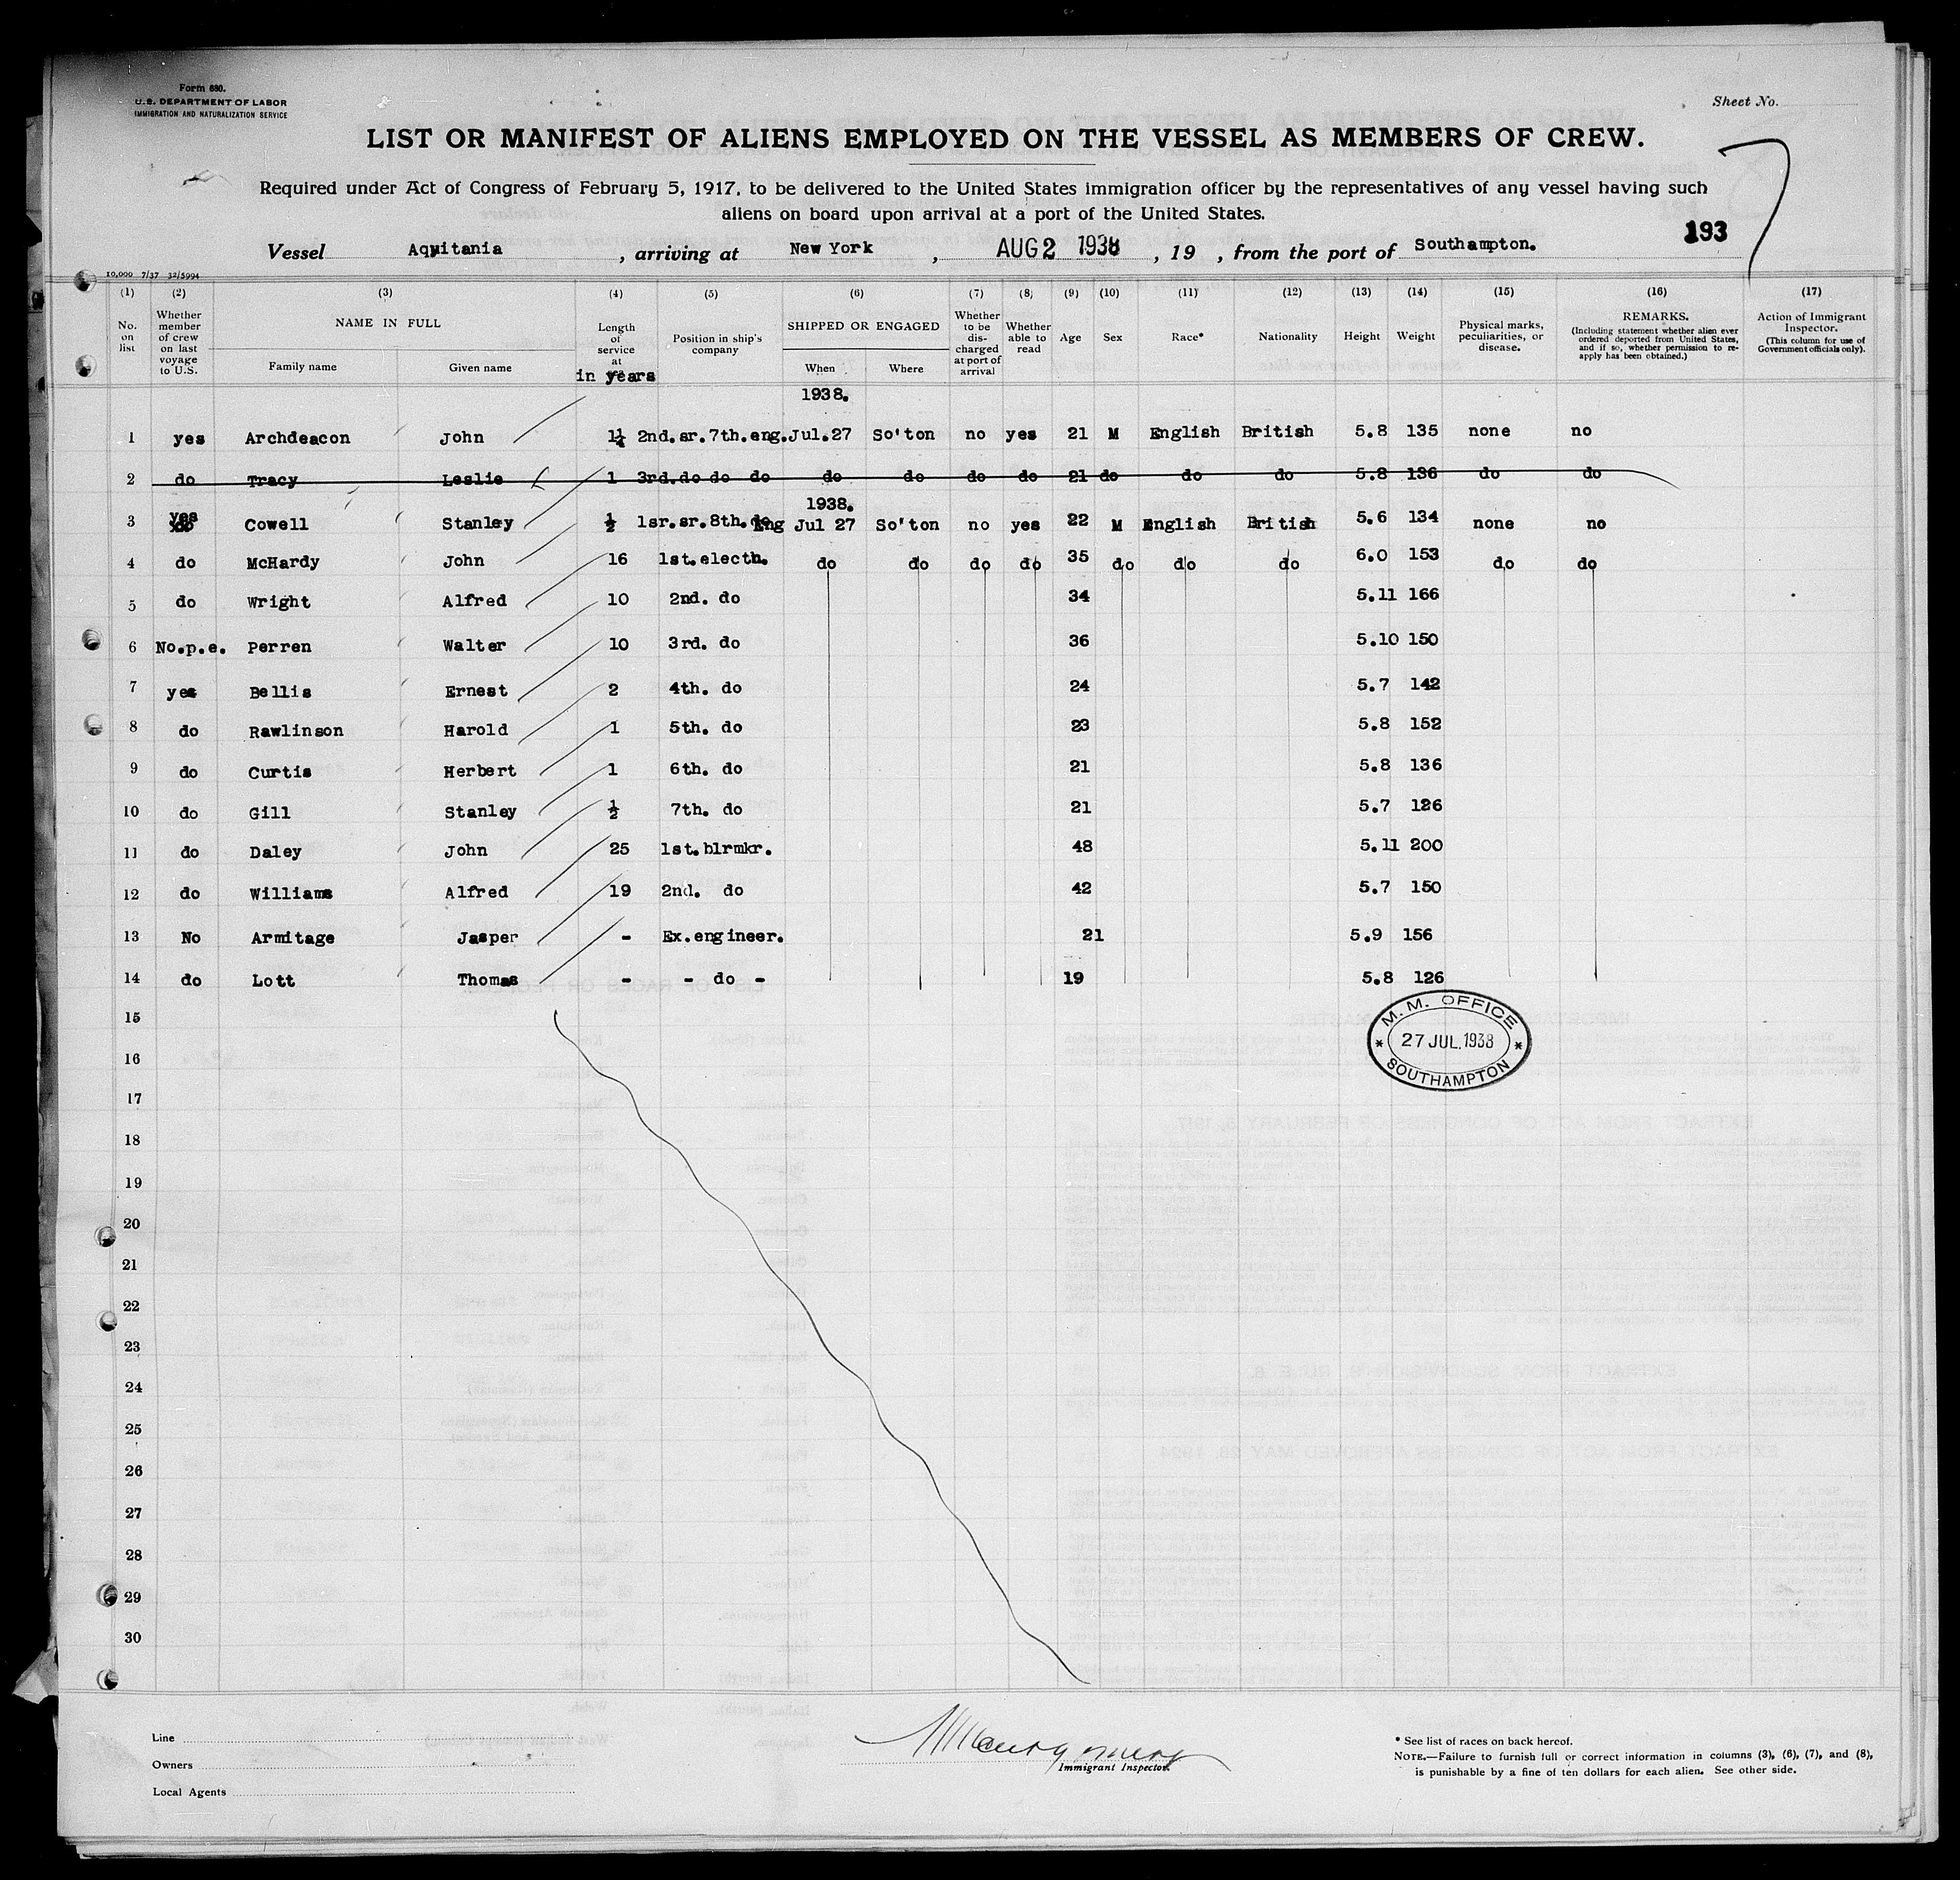 Form 680.
U.S. DEPARTMENT OF LABOR
IMMIGRATION AND NATURALIZATION SERVICE
Sheet No.
LIST OR MANIFEST OF ALIENS EMPLOYED ON THE VESSEL AS MEMBERS OF CREW.
Required under Act of Congress of February 5, 1917, to be delivered to the United States immigration officer by the representatives of any vessel having such
aliens on board upon arrival at a port of the United States.
7
193
Vessel Aquitania , arriving at New York , AUG 2 1938 , 19 , from the port of Southampton.
10,000 7/37 32/5994
(1) (2) (3) (4) (5) (6) (7) (8) (9) (10) (11) (12) (13) (14) (15) (16) (17)
No. on list
Whether member of crew on last voyage to U.S.
NAME IN FULL
Family name Given name
Length of service at
in years
Position in ship's company
SHIPPED OR ENGAGED
When Where
Whether to be discharged at port of arrival
Whether able to read
Age Sex Race* Nationality Height Weight
Physical marks, peculiarities, or disease.
REMARKS.
(Including statement whether alien ever ordered deported from United States, and if so, whether permission to re-apply has been obtained.)
Action of Immigrant Inspector.
(This column for use of Government officials only).
1938.
1 yes Archdeacon John 1¼ 2nd.sr.7th.eng. Jul.27 So'ton no yes 21 M English British 5.8 135 none no
2 do Tracy Leslie 1 3rd.do do do do do do do 21 do do do 5.8 136 do do
1938.
3 yes Cowell Stanley ½ 1sr.sr.8th. Eng Jul 27 So'ton no yes 22 M English British 5.6 134 none no
4 do McHardy John 16 1st.electn. do do do do 35 do do do 6.0 153 do do
5 do Wright Alfred 10 2nd. do 34 5.11 166
6 No.p.e. Perren Walter 10 3rd. do 36 5.10 150
7 yes Bellis Ernest 2 4th. do 24 5.7 142
8 do Rawlinson Harold 1 5th. do 23 5.8 152
9 do Curtis Herbert 1 6th. do 21 5.8 136
10 do Gill Stanley ½ 7th. do 21 5.7 126
11 do Daley John 25 1st.blrmkr. 48 5.11 200
12 do Williams Alfred 19 2nd. do 42 5.7 150
13 No Armitage Jasper - Ex.engineer. 21 5.9 156
14 do Lott Thomas - - do - 19 5.8 126
M. M. OFFICE
* 27 JUL.1938 *
SOUTHAMPTON
15
16
17
18
19
20
21
22
23
24
25
26
27
28
29
30
Line
Owners
Local Agents
Immigrant Inspector.
* See list of races on back hereof.
NOTE.—Failure to furnish full or correct information in columns (3), (6), (7), and (8),
is punishable by a fine of ten dollars for each alien. See other side.